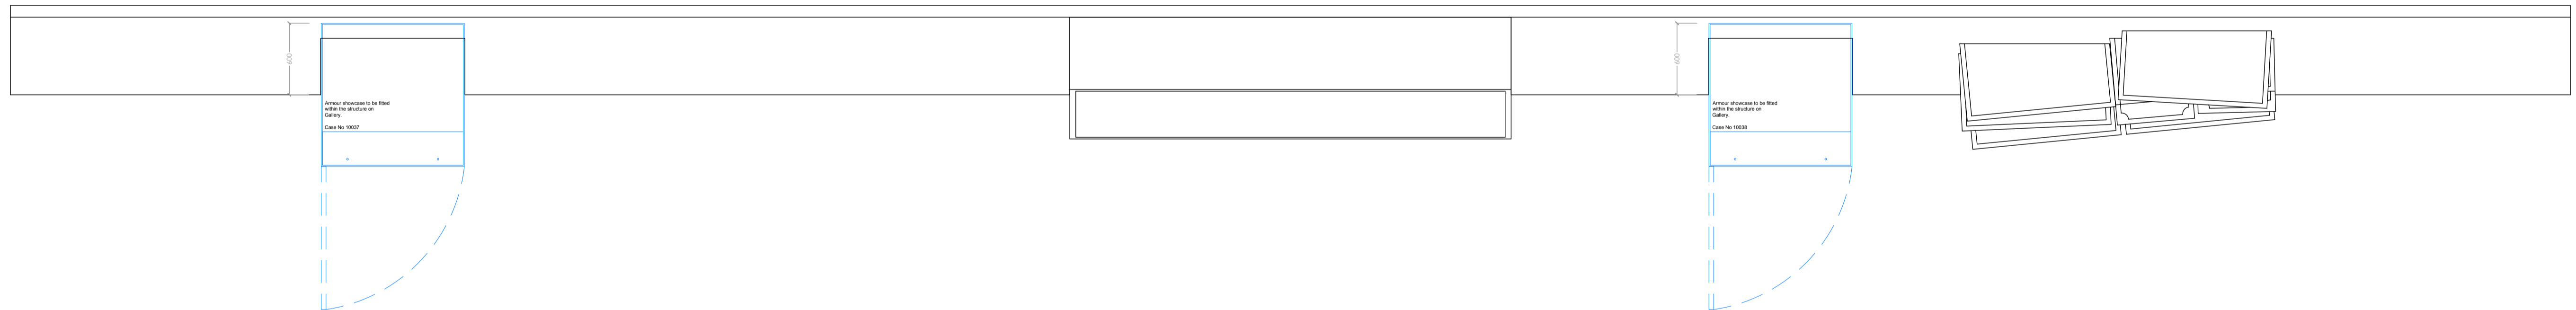 600
Armour showcase to be fitted
within the structure on
Gallery.
Case No 10037
600
Armour showcase to be fitted
within the structure on
Gallery.
Case No 10038